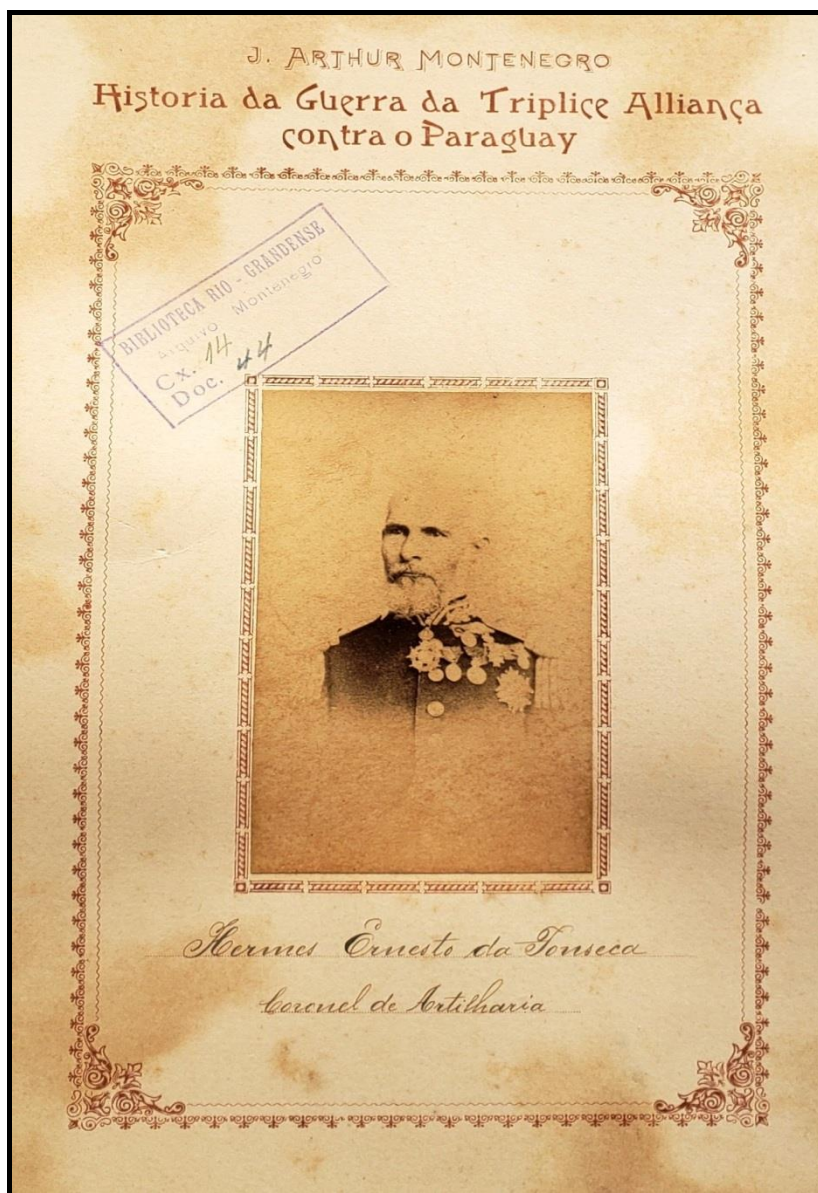 J. ARTHUR MONTENEGRO
Historia da Guerra da Triplice Alliança
contra o Paraguay
BIBLIOTECA RIO - GRANDENSE
Arquivo Montenegro
Cx. 14
Doc. 44
Hermes Ernesto da Fonseca
Coronel de Artilharia